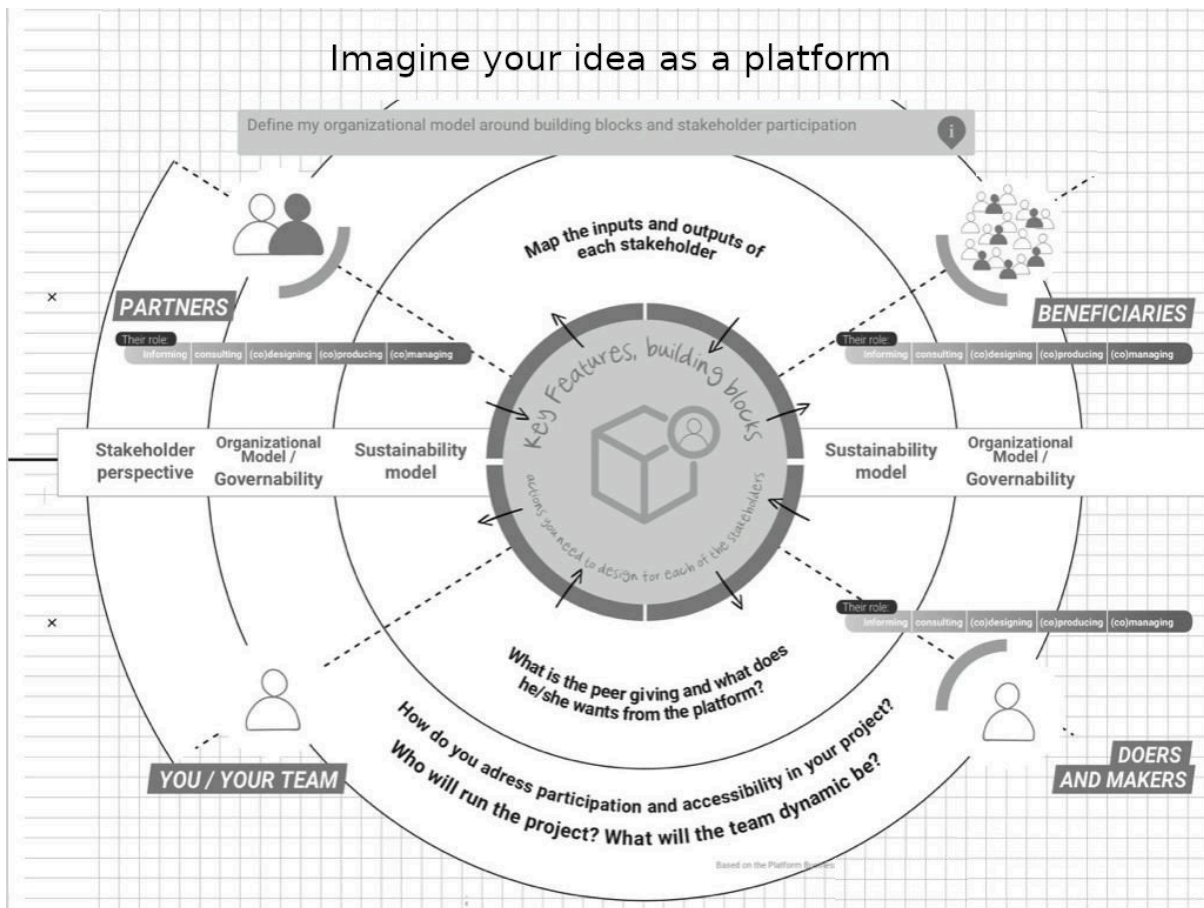 Imagine your idea as a platform
Define my organizational model around building blocks and stakeholder participation
i
Map the inputs and outputs of
each stakeholder
PARTNERS
Their role:
informing consulting (co)designing (co)producing (co)managing
BENEFICIARIES
Their role:
informing consulting (co)designing (co)producing (co)managing
Key Features, building blocks
Stakeholder
perspective
Organizational
Model /
Governability
Sustainability
model
Sustainability
model
Organizational
Model /
Governability
actions you need to design for each of the stakeholders
Their role:
informing consulting (co)designing (co)producing (co)managing
What is the peer giving and what does
he/she wants from the platform?
How do you adress participation and accessibility in your project?
Who will run the project? What will the team dynamic be?
YOU / YOUR TEAM
DOERS
AND MAKERS
Based on the Platform